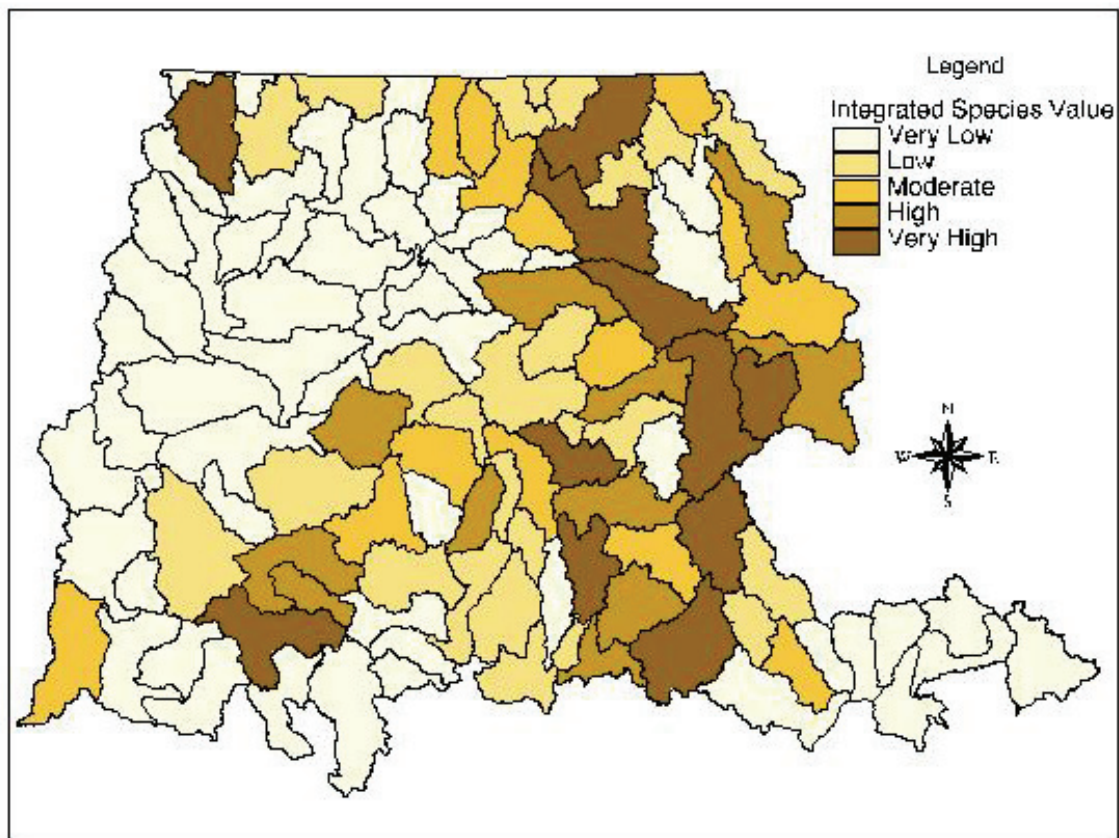 Legend
Integrated Species Value
Very Low
Low
Moderate
High
Very High
N
W E
S